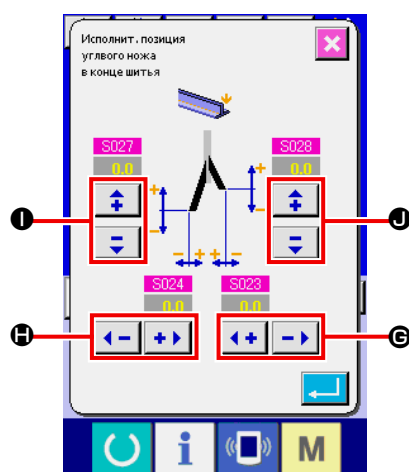 Исполнит. позиция
углвого ножа
в конце шитья
S027
S028
0.0
0.0
I
J
+
−
+
−
− +
− +
S024
S023
0.0
0.0
H
−
+
+
−
G
i
M